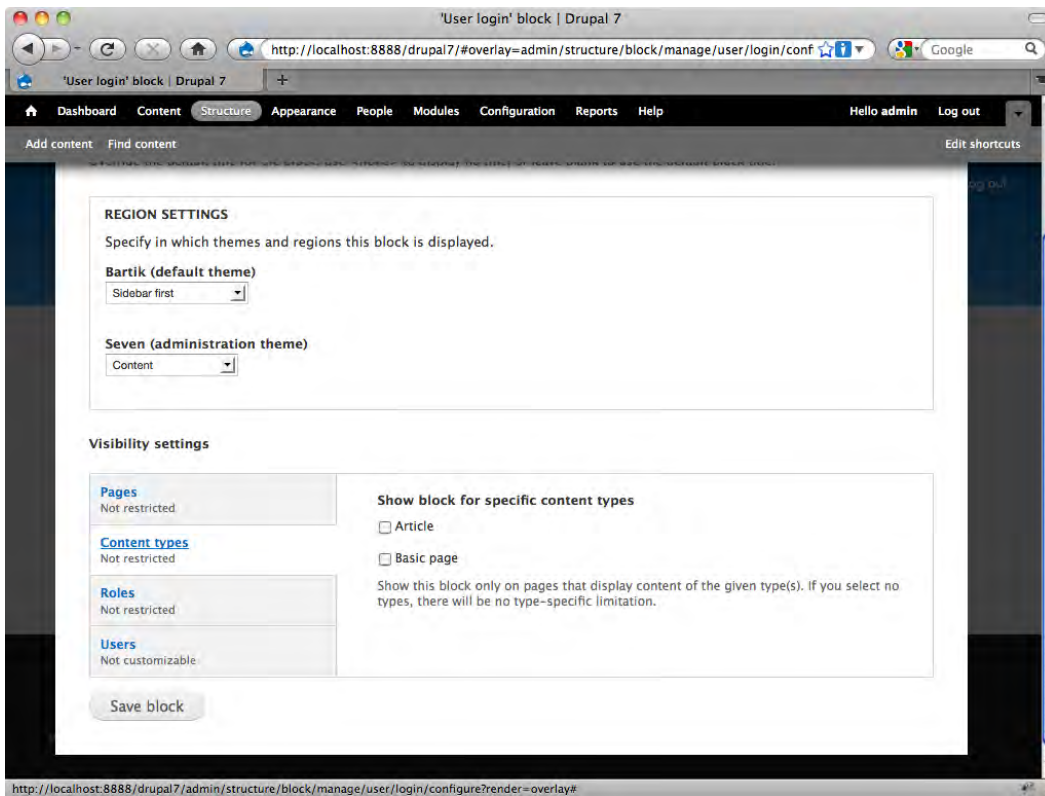 'User login' block | Drupal 7
http://localhost:8888/drupal7/#overlay=admin/structure/block/manage/user/login/conf
Google
'User login' block | Drupal 7
+
Dashboard Content Structure Appearance People Modules Configuration Reports Help Hello admin Log out
Add content Find content Edit shortcuts
og out
REGION SETTINGS
Specify in which themes and regions this block is displayed.
Bartik (default theme)
Sidebar first
Seven (administration theme)
Content
Visibility settings
Pages
Not restricted
Content types
Not restricted
Roles
Not restricted
Users
Not customizable
Show block for specific content types
Article
Basic page
Show this block only on pages that display content of the given type(s). If you select no
types, there will be no type-specific limitation.
Save block
http://localhost:8888/drupal7/admin/structure/block/manage/user/login/configure?render=overlay#